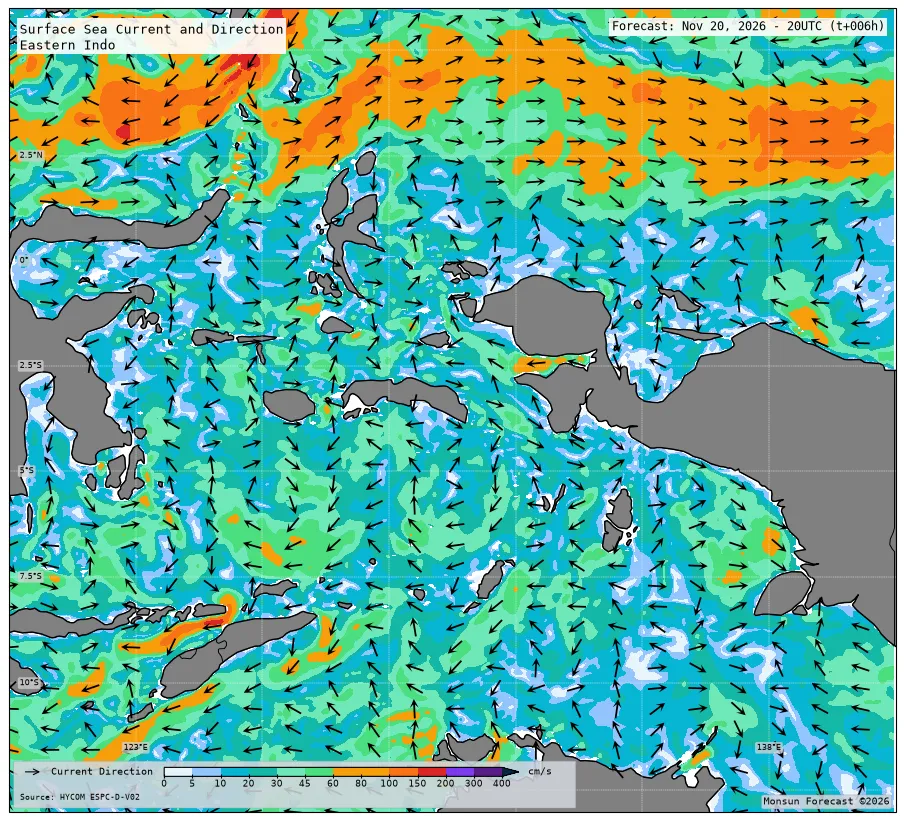 Surface Sea Current and Direction
Eastern Indo
Forecast: Nov 20, 2026 - 20UTC (t+006h)
2.5°N
0°
2.5°S
5°S
7.5°S
10°S
123°E
138°E
Current Direction
0 5 10 20 30 45 60 80 100 150 200 300 400
cm/s
Source: HYCOM ESPC-D-V02
Monsun Forecast ©2026